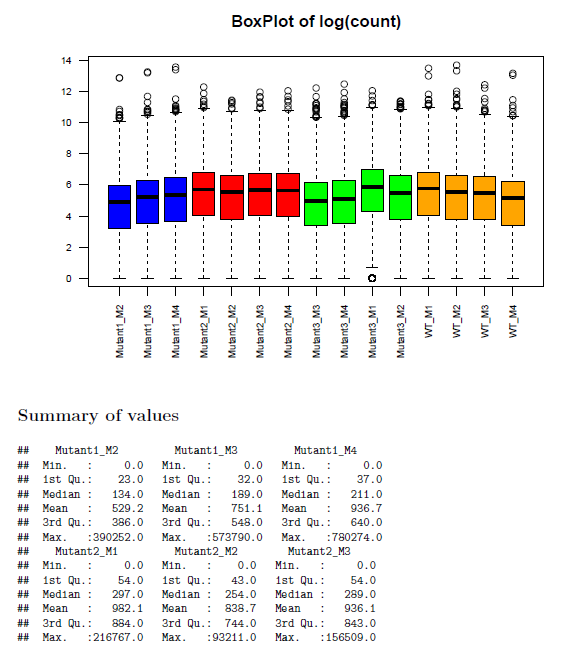 BoxPlot of log(count)
14
12
10
8
6
4
2
0
Mutant1_M2
Mutant1_M3
Mutant1_M4
Mutant2_M1
Mutant2_M2
Mutant2_M3
Mutant2_M4
Mutant3_M3
Mutant3_M4
Mutant3_M1
Mutant3_M2
WT_M1
WT_M2
WT_M3
WT_M4
Summary of values
##    Mutant1_M2        Mutant1_M3        Mutant1_M4
##  Min.   :     0.0   Min.   :     0.0   Min.   :     0.0
##  1st Qu.:    23.0   1st Qu.:    32.0   1st Qu.:    37.0
##  Median :   134.0   Median :   189.0   Median :   211.0
##  Mean   :   529.2   Mean   :   751.1   Mean   :   936.7
##  3rd Qu.:   386.0   3rd Qu.:   548.0   3rd Qu.:   640.0
##  Max.   :390252.0   Max.   :573790.0   Max.   :780274.0
##    Mutant2_M1        Mutant2_M2       Mutant2_M3
##  Min.   :     0.0   Min.   :    0.0   Min.   :     0.0
##  1st Qu.:    54.0   1st Qu.:   43.0   1st Qu.:    54.0
##  Median :   297.0   Median :  254.0   Median :   289.0
##  Mean   :   982.1   Mean   :  838.7   Mean   :   936.1
##  3rd Qu.:   884.0   3rd Qu.:  744.0   3rd Qu.:   843.0
##  Max.   :216767.0   Max.   :93211.0   Max.   :156509.0